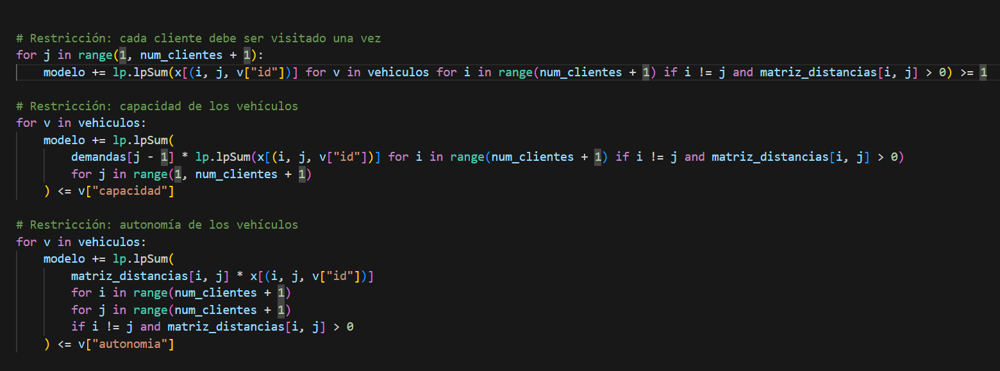 # Restricción: cada cliente debe ser visitado una vez
for j in range(1, num_clientes + 1):
    modelo += lp.lpSum(x[(i, j, v["id"])] for v in vehiculos for i in range(num_clientes + 1) if i != j and matriz_distancias[i, j] > 0) >= 1

# Restricción: capacidad de los vehículos
for v in vehiculos:
    modelo += lp.lpSum(
        demandas[j - 1] * lp.lpSum(x[(i, j, v["id"])] for i in range(num_clientes + 1) if i != j and matriz_distancias[i, j] > 0)
        for j in range(1, num_clientes + 1)
    ) <= v["capacidad"]

# Restricción: autonomía de los vehículos
for v in vehiculos:
    modelo += lp.lpSum(
        matriz_distancias[i, j] * x[(i, j, v["id"])]
        for i in range(num_clientes + 1)
        for j in range(num_clientes + 1)
        if i != j and matriz_distancias[i, j] > 0
    ) <= v["autonomia"]